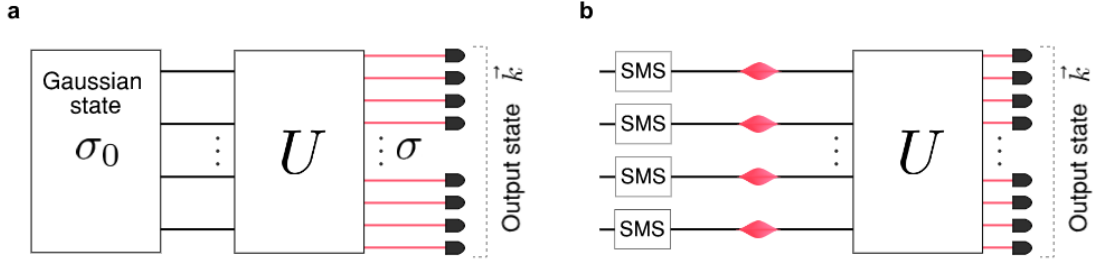 a
Gaussian
state
σ₀
U
σ
Output state k⃗
b
SMS
SMS
SMS
SMS
U
Output state k⃗